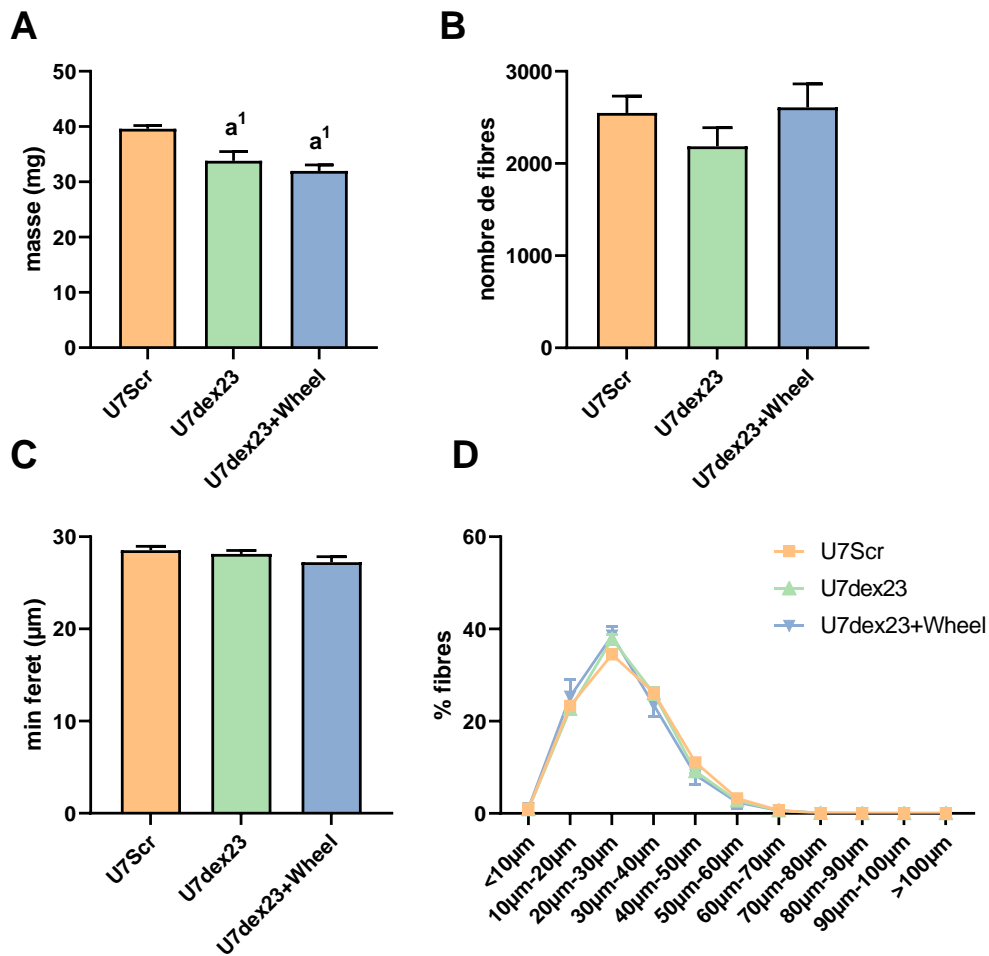 A
masse (mg)
50
40
30
20
10
0
a¹
a¹
U7Scr
U7dex23
U7dex23+Wheel
B
nombre de fibres
3000
2000
1000
0
U7Scr
U7dex23
U7dex23+Wheel
C
min feret (µm)
30
20
10
0
U7Scr
U7dex23
U7dex23+Wheel
D
% fibres
60
40
20
0
U7Scr
U7dex23
U7dex23+Wheel
<10µm
10µm-20µm
20µm-30µm
30µm-40µm
40µm-50µm
50µm-60µm
60µm-70µm
70µm-80µm
80µm-90µm
90µm-100µm
>100µm